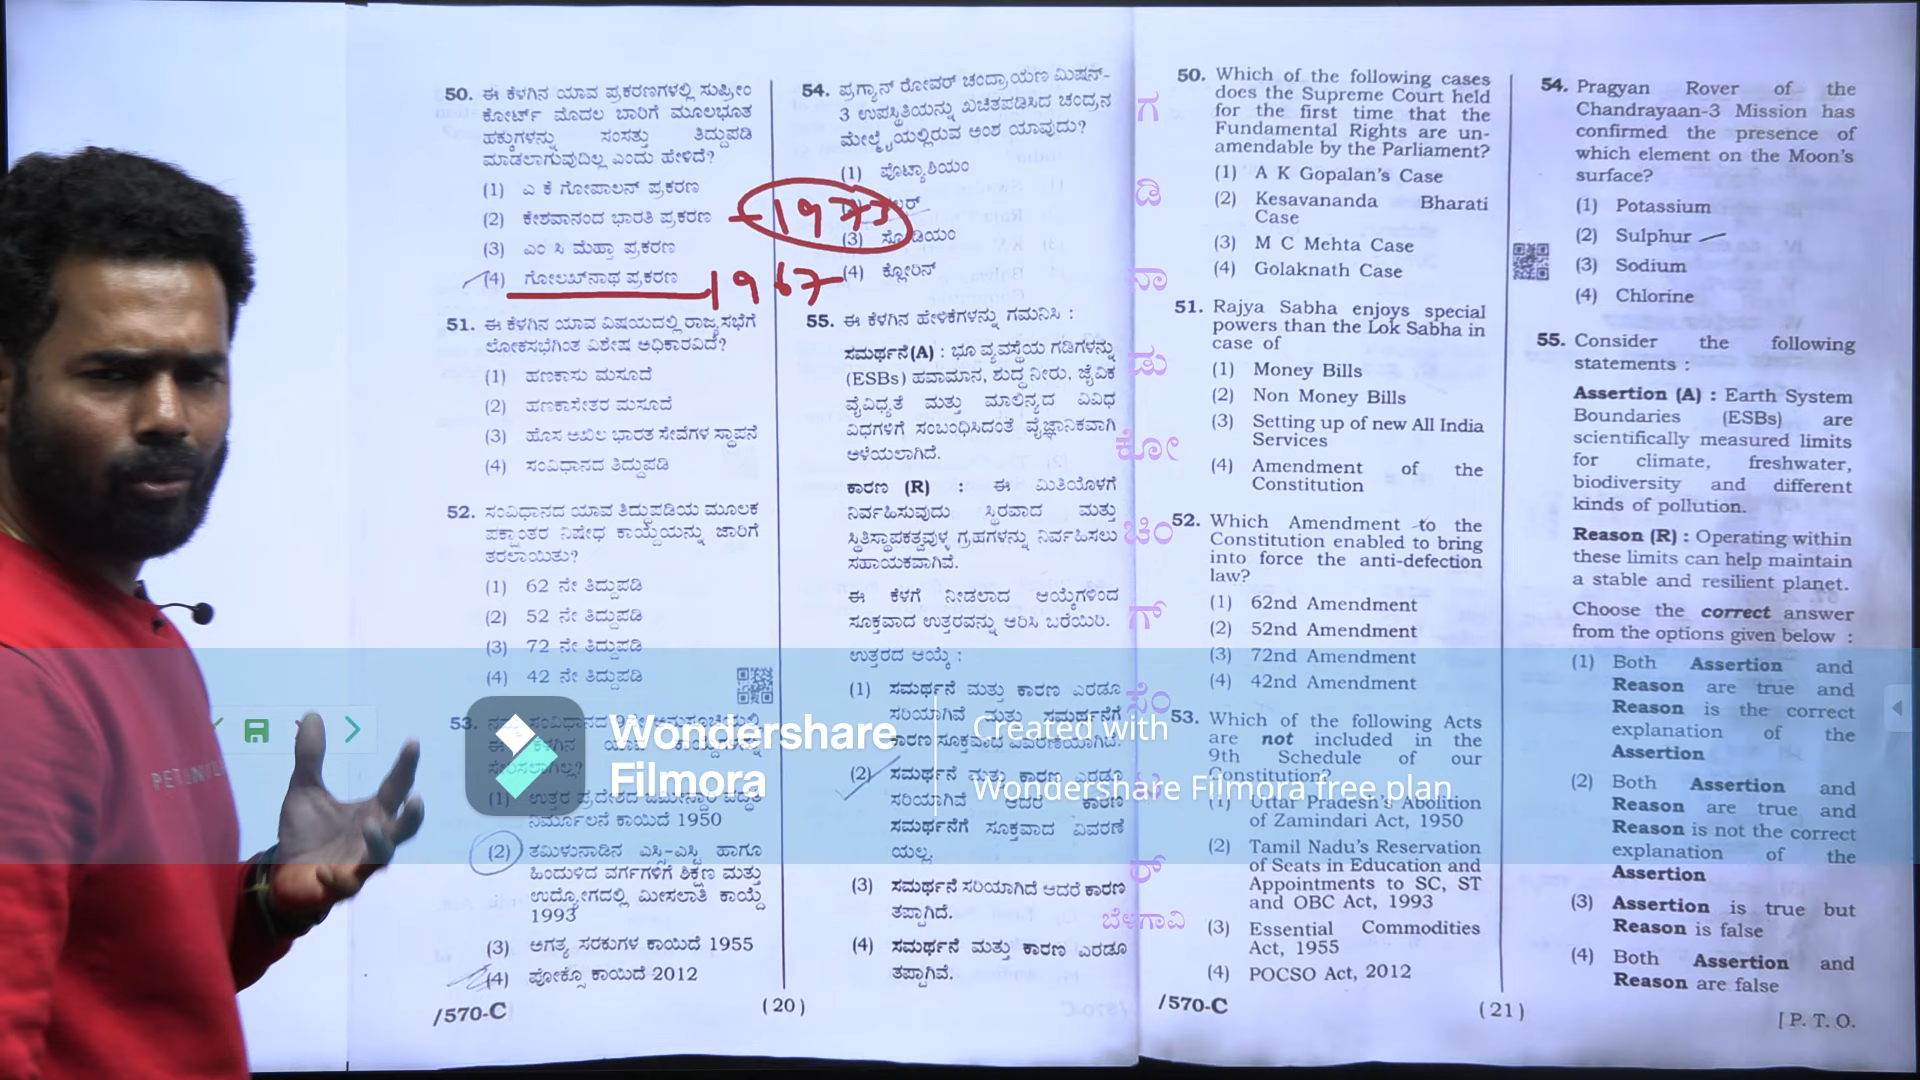 50. ಈ ಕೆಳಗಿನ ಯಾವ ಪ್ರಕರಣಗಳಲ್ಲಿ ಸುಪ್ರೀಂ
ಕೋರ್ಟ್ ಮೊದಲ ಬಾರಿಗೆ ಮೂಲಭೂತ
ಹಕ್ಕುಗಳನ್ನು ಸಂಸತ್ತು ತಿದ್ದುಪಡಿ
ಮಾಡಲಾಗುವುದಿಲ್ಲ ಎಂದು ಹೇಳಿದೆ?
(1) ಎ ಕೆ ಗೋಪಾಲನ್ ಪ್ರಕರಣ
(2) ಕೇಶವಾನಂದ ಭಾರತಿ ಪ್ರಕರಣ 1973
(3) ಎಂ ಸಿ ಮೆಹ್ತಾ ಪ್ರಕರಣ
(4) ಗೋಲಖ್‌ನಾಥ ಪ್ರಕರಣ 1967
51. ಈ ಕೆಳಗಿನ ಯಾವ ವಿಷಯದಲ್ಲಿ ರಾಜ್ಯಸಭೆಗೆ
ಲೋಕಸಭೆಗಿಂತ ವಿಶೇಷ ಅಧಿಕಾರವಿದೆ?
(1) ಹಣಕಾಸು ಮಸೂದೆ
(2) ಹಣಕಾಸೇತರ ಮಸೂದೆ
(3) ಹೊಸ ಅಖಿಲ ಭಾರತ ಸೇವೆಗಳ ಸ್ಥಾಪನೆ
(4) ಸಂವಿಧಾನದ ತಿದ್ದುಪಡಿ
52. ಸಂವಿಧಾನದ ಯಾವ ತಿದ್ದುಪಡಿಯ ಮೂಲಕ
ಪಕ್ಷಾಂತರ ನಿಷೇಧ ಕಾಯ್ದೆಯನ್ನು ಜಾರಿಗೆ
ತರಲಾಯಿತು?
(1) 62 ನೇ ತಿದ್ದುಪಡಿ
(2) 52 ನೇ ತಿದ್ದುಪಡಿ
(3) 72 ನೇ ತಿದ್ದುಪಡಿ
(4) 42 ನೇ ತಿದ್ದುಪಡಿ
53.
(1) ಉತ್ತರ ಪ್ರದೇಶದ ಜಮೀನ್ದಾರಿ ಪದ್ಧತಿ
ನಿರ್ಮೂಲನೆ ಕಾಯಿದೆ 1950
(2) ತಮಿಳುನಾಡಿನ ಎಸ್ಸಿ-ಎಸ್ಟಿ ಹಾಗೂ
ಹಿಂದುಳಿದ ವರ್ಗಗಳಿಗೆ ಶಿಕ್ಷಣ ಮತ್ತು
ಉದ್ಯೋಗದಲ್ಲಿ ಮೀಸಲಾತಿ ಕಾಯ್ದೆ
1993
(3) ಅಗತ್ಯ ಸರಕುಗಳ ಕಾಯಿದೆ 1955
(4) ಪೋಕ್ಸೊ ಕಾಯಿದೆ 2012
/570-C
(20)
54. ಪ್ರಗ್ಯಾನ್ ರೋವರ್ ಚಂದ್ರಾಯಣ ಮಿಷನ್-
3 ಉಪಸ್ಥಿತಿಯನ್ನು ಖಚಿತಪಡಿಸಿದ ಚಂದ್ರನ
ಮೇಲ್ಮೈಯಲ್ಲಿರುವ ಅಂಶ ಯಾವುದು?
(1) ಪೊಟ್ಯಾಶಿಯಂ
(3) ಸೋಡಿಯಂ
(4) ಕ್ಲೋರಿನ್
55. ಈ ಕೆಳಗಿನ ಹೇಳಿಕೆಗಳನ್ನು ಗಮನಿಸಿ :
ಸಮರ್ಥನೆ(A) : ಭೂ ವ್ಯವಸ್ಥೆಯ ಗಡಿಗಳನ್ನು
(ESBs) ಹವಾಮಾನ, ಶುದ್ಧ ನೀರು, ಜೈವಿಕ
ವೈವಿಧ್ಯತೆ ಮತ್ತು ಮಾಲಿನ್ಯದ ವಿವಿಧ
ವಿಧಗಳಿಗೆ ಸಂಬಂಧಿಸಿದಂತೆ ವೈಜ್ಞಾನಿಕವಾಗಿ
ಅಳೆಯಲಾಗಿದೆ.
ಕಾರಣ (R) : ಈ ಮಿತಿಯೊಳಗೆ
ನಿರ್ವಹಿಸುವುದು ಸ್ಥಿರವಾದ ಮತ್ತು
ಸ್ಥಿತಿಸ್ಥಾಪಕತ್ವವುಳ್ಳ ಗ್ರಹಗಳನ್ನು ನಿರ್ವಹಿಸಲು
ಸಹಾಯಕವಾಗಿವೆ.
ಈ ಕೆಳಗೆ ನೀಡಲಾದ ಆಯ್ಕೆಗಳಿಂದ
ಸೂಕ್ತವಾದ ಉತ್ತರವನ್ನು ಆರಿಸಿ ಬರೆಯಿರಿ.
ಉತ್ತರದ ಆಯ್ಕೆ :
(1) ಸಮರ್ಥನೆ ಮತ್ತು ಕಾರಣ ಎರಡೂ
ಸರಿಯಾಗಿವೆ ಮತ್ತು ಸಮರ್ಥನೆಗೆ
ಕಾರಣ ಸೂಕ್ತವಾದ ವಿವರಣೆಯಾಗಿದೆ.
(2) ಸಮರ್ಥನೆ ಮತ್ತು ಕಾರಣ ಎರಡೂ
ಸರಿಯಾಗಿವೆ ಆದರೆ ಕಾರಣ
ಸಮರ್ಥನೆಗೆ ಸೂಕ್ತವಾದ ವಿವರಣೆ
ಯಲ್ಲ.
(3) ಸಮರ್ಥನೆ ಸರಿಯಾಗಿದೆ ಆದರೆ ಕಾರಣ
ತಪ್ಪಾಗಿದೆ.
(4) ಸಮರ್ಥನೆ ಮತ್ತು ಕಾರಣ ಎರಡೂ
ತಪ್ಪಾಗಿವೆ.
ಬೆಳಗಾವಿ
50. Which of the following cases
does the Supreme Court held
for the first time that the
Fundamental Rights are un-
amendable by the Parliament?
(1) A K Gopalan's Case
(2) Kesavananda Bharati
Case
(3) M C Mehta Case
(4) Golaknath Case
51. Rajya Sabha enjoys special
powers than the Lok Sabha in
case of
(1) Money Bills
(2) Non Money Bills
(3) Setting up of new All India
Services
(4) Amendment of the
Constitution
52. Which Amendment to the
Constitution enabled to bring
into force the anti-defection
law?
(1) 62nd Amendment
(2) 52nd Amendment
(3) 72nd Amendment
(4) 42nd Amendment
53. Which of the following Acts
are not included in the
9th Schedule of our
Constitution?
(1) Uttar Pradesh's Abolition
of Zamindari Act, 1950
(2) Tamil Nadu's Reservation
of Seats in Education and
Appointments to SC, ST
and OBC Act, 1993
(3) Essential Commodities
Act, 1955
(4) POCSO Act, 2012
/570-C
(21)
54. Pragyan Rover of the
Chandrayaan-3 Mission has
confirmed the presence of
which element on the Moon's
surface?
(1) Potassium
(2) Sulphur
(3) Sodium
(4) Chlorine
55. Consider the following
statements :
Assertion (A) : Earth System
Boundaries (ESBs) are
scientifically measured limits
for climate, freshwater,
biodiversity and different
kinds of pollution.
Reason (R) : Operating within
these limits can help maintain
a stable and resilient planet.
Choose the correct answer
from the options given below :
(1) Both Assertion and
Reason are true and
Reason is the correct
explanation of the
Assertion
(2) Both Assertion and
Reason are true and
Reason is not the correct
explanation of the
Assertion
(3) Assertion is true but
Reason is false
(4) Both Assertion and
Reason are false
[ P. T. O.
Wondershare
Filmora
Created with
Wondershare Filmora free plan